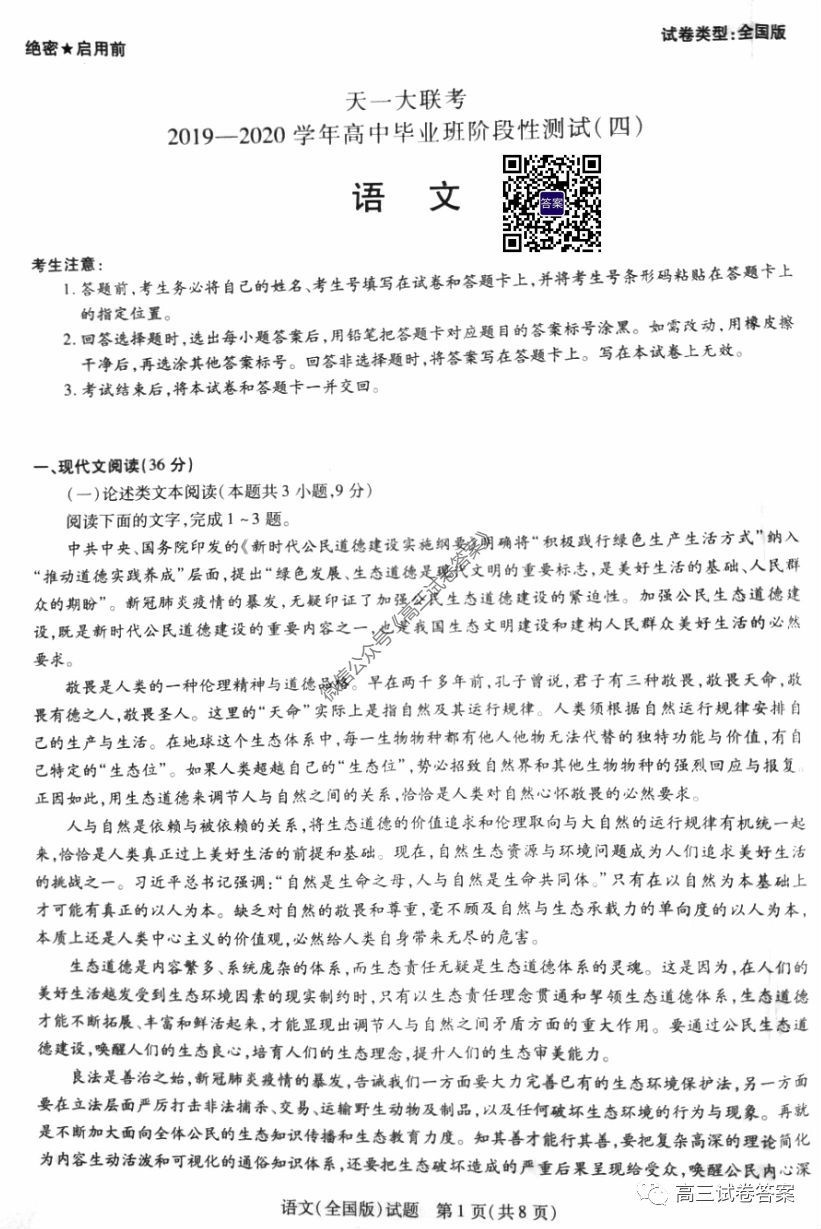 绝密★启用前
试卷类型:全国版
天一大联考
2019—2020 学年高中毕业班阶段性测试(四)
语 文
答案
考生注意:
1. 答题前,考生务必将自己的姓名、考生号填写在试卷和答题卡上,并将考生号条形码粘贴在答题卡上
的指定位置。
2. 回答选择题时,选出每小题答案后,用铅笔把答题卡对应题目的答案标号涂黑。如需改动,用橡皮擦
干净后,再选涂其他答案标号。回答非选择题时,将答案写在答题卡上。写在本试卷上无效。
3. 考试结束后,将本试卷和答题卡一并交回。
一、现代文阅读(36 分)
(一)论述类文本阅读(本题共 3 小题,9 分)
阅读下面的文字,完成 1~3 题。
中共中央、国务院印发的《新时代公民道德建设实施纲要》明确将“积极践行绿色生产生活方式”纳入
“推动道德实践养成”层面,提出“绿色发展、生态道德是现代文明的重要标志,是美好生活的基础、人民群
众的期盼”。新冠肺炎疫情的暴发,无疑印证了加强公民生态道德建设的紧迫性。加强公民生态道德建
设,既是新时代公民道德建设的重要内容之一,也是我国生态文明建设和建构人民群众美好生活的必然
要求。
敬畏是人类的一种伦理精神与道德品格。早在两千多年前,孔子曾说,君子有三种敬畏,敬畏天命,敬
畏有德之人,敬畏圣人。这里的“天命”实际上是指自然及其运行规律。人类须根据自然运行规律安排自
己的生产与生活。在地球这个生态体系中,每一生物物种都有他人他物无法代替的独特功能与价值,有自
己特定的“生态位”。如果人类超越自己的“生态位”,势必招致自然界和其他生物物种的强烈回应与报复。
正因如此,用生态道德来调节人与自然之间的关系,恰恰是人类对自然心怀敬畏的必然要求。
人与自然是依赖与被依赖的关系,将生态道德的价值追求和伦理取向与大自然的运行规律有机统一起
来,恰恰是人类真正过上美好生活的前提和基础。现在,自然生态资源与环境问题成为人们追求美好生活
的挑战之一。习近平总书记强调:“自然是生命之母,人与自然是生命共同体。”只有在以自然为本基础上
才可能有真正的以人为本。缺乏对自然的敬畏和尊重,毫不顾及自然与生态承载力的单向度的以人为本,
本质上还是人类中心主义的价值观,必然给人类自身带来无尽的危害。
生态道德是内容繁多、系统庞杂的体系,而生态责任无疑是生态道德体系的灵魂。这是因为,在人们的
美好生活越发受到生态环境因素的现实制约时,只有以生态责任理念贯通和挈领生态道德体系,生态道德
才能不断拓展、丰富和鲜活起来,才能显现出调节人与自然之间矛盾方面的重大作用。要通过公民生态道
德建设,唤醒人们的生态良心,培育人们的生态理念,提升人们的生态审美能力。
良法是善治之始,新冠肺炎疫情的暴发,告诫我们一方面要大力完善已有的生态环境保护法,另一方面
要在立法层面严厉打击非法捕杀、交易、运输野生动物及制品,以及任何破坏生态环境的行为与现象。再就
是不断加大面向全体公民的生态知识传播和生态教育力度。知其善才能行其善,要把复杂高深的理论简化
为内容生动活泼和可视化的通俗知识体系,还要把生态破坏造成的严重后果呈现给受众,唤醒公民内心深
语文(全国版)试题 第 1 页(共 8 页)
微信公众号《高三试卷答案》
高三试卷答案